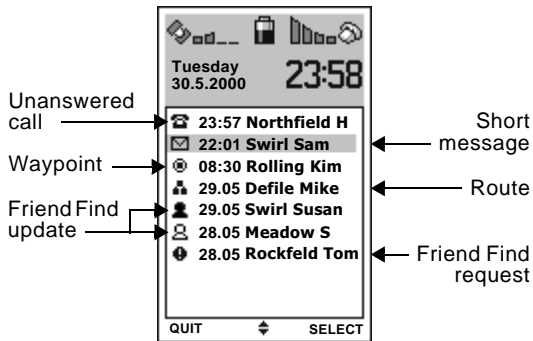 Tuesday
30.5.2000
23:58
Unanswered
call
Waypoint
Friend Find
update
23:57 Northfield H
22:01 Swirl Sam
08:30 Rolling Kim
29.05 Defile Mike
29.05 Swirl Susan
28.05 Meadow S
28.05 Rockfeld Tom
Short
message
Route
Friend Find
request
QUIT
SELECT